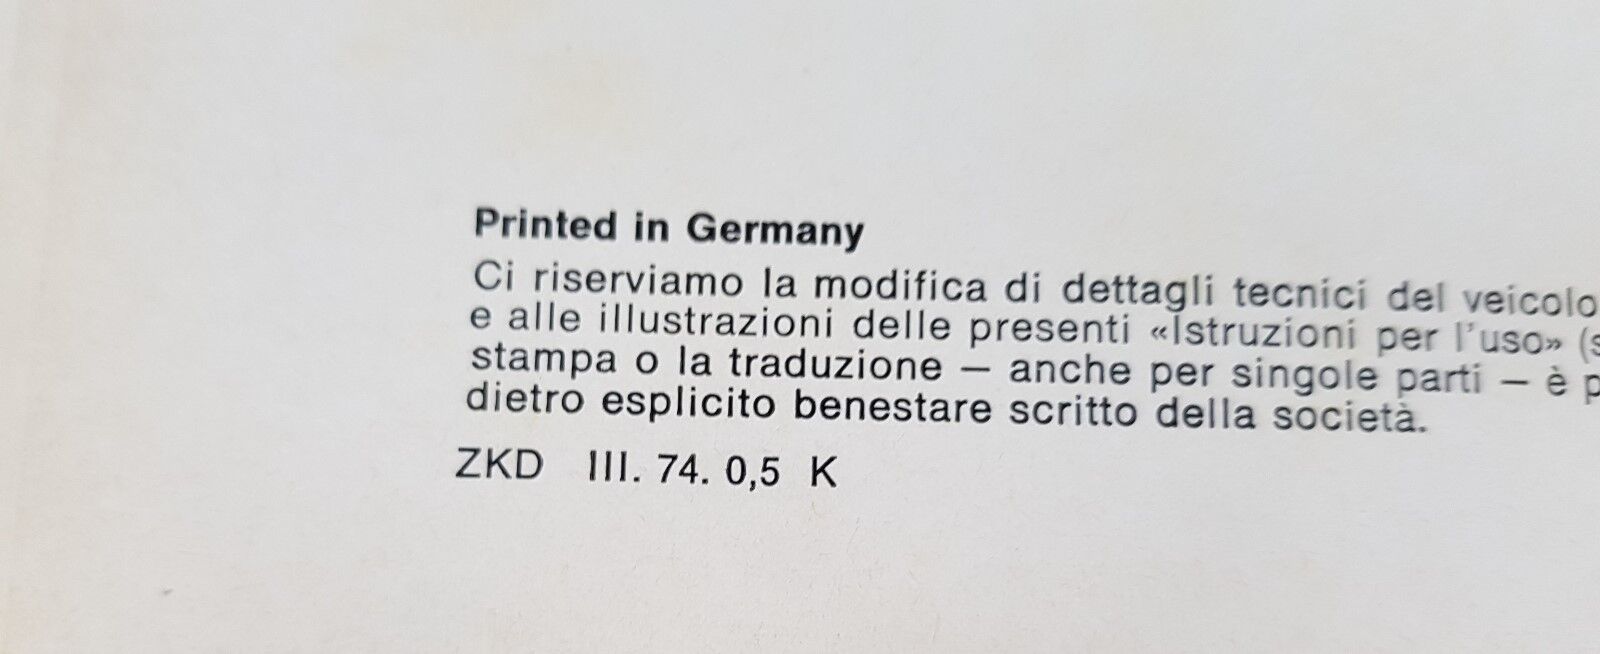 Printed in Germany
Ci riserviamo la modifica di dettagli tecnici del veicolo
e alle illustrazioni delle presenti «Istruzioni per l'uso» (s
stampa o la traduzione — anche per singole parti — è p
dietro esplicito benestare scritto della società.
ZKD III. 74. 0,5 K